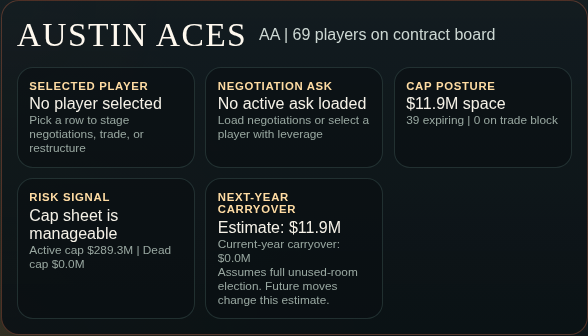 AUSTIN ACES
AA | 69 players on contract board
SELECTED PLAYER
No player selected
Pick a row to stage
negotiations, trade, or
restructure
NEGOTIATION ASK
No active ask loaded
Load negotiations or select a
player with leverage
CAP POSTURE
$11.9M space
39 expiring | 0 on trade block
RISK SIGNAL
Cap sheet is
manageable
Active cap $289.3M | Dead
cap $0.0M
NEXT-YEAR
CARRYOVER
Estimate: $11.9M
Current-year carryover:
$0.0M
Assumes full unused-room
election. Future moves
change this estimate.